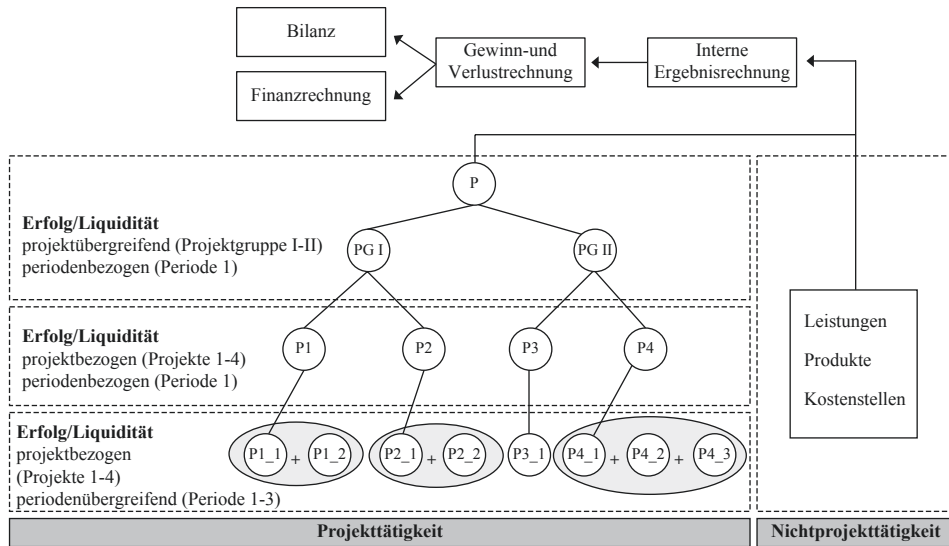 Bilanz
Finanzrechnung
Gewinn-und
Verlustrechnung
Interne
Ergebnisrechnung
P
Erfolg/Liquidität
projektübergreifend (Projektgruppe I-II)
periodenbezogen (Periode 1)
PG I
PG II
Erfolg/Liquidität
projektbezogen (Projekte 1-4)
periodenbezogen (Periode 1)
P1
P2
P3
P4
Leistungen
Produkte
Kostenstellen
Erfolg/Liquidität
projektbezogen
(Projekte 1-4)
periodenübergreifend (Periode 1-3)
P1_1 + P1_2
P2_1 + P2_2
P3_1
P4_1 + P4_2 + P4_3
Projekttätigkeit
Nichtprojekttätigkeit